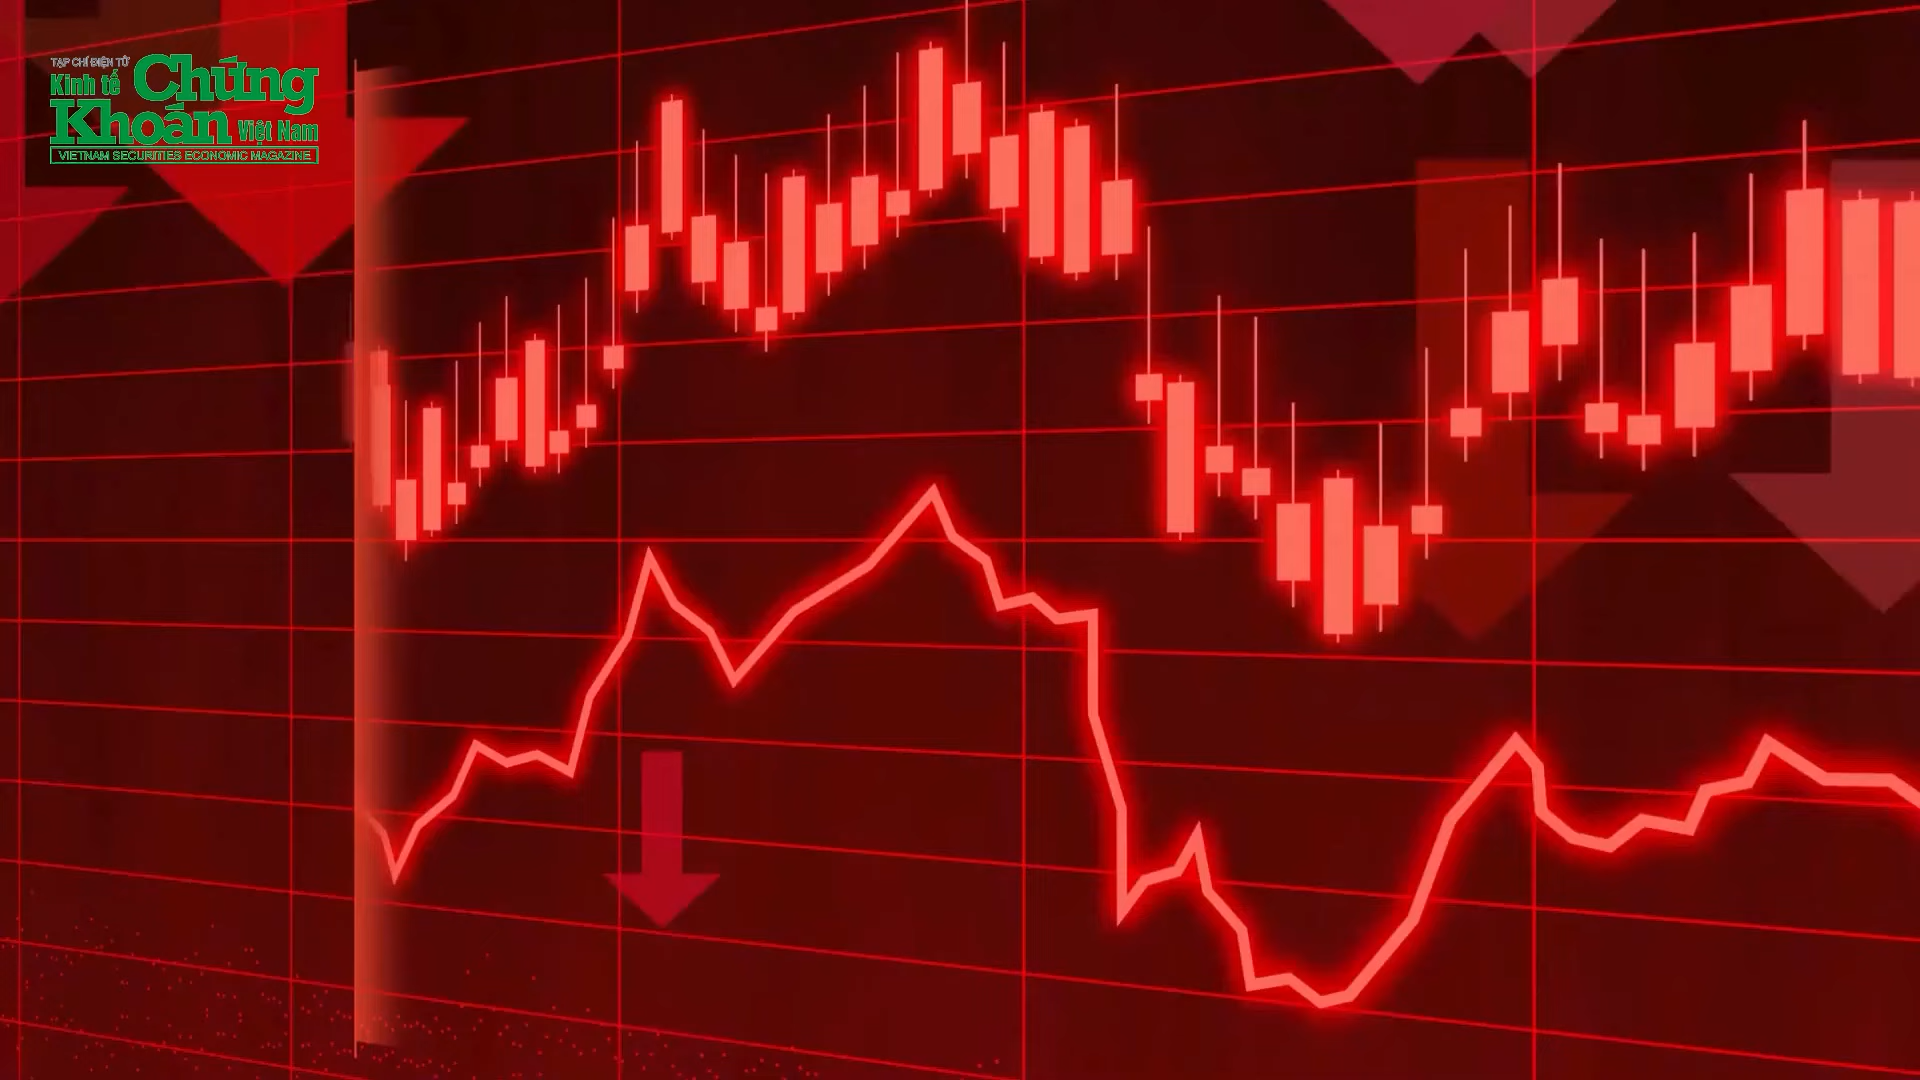 TẠP CHÍ ĐIỆN TỬ
Kinh tế Chứng
Khoán Việt Nam
VIETNAM SECURITIES ECONOMIC MAGAZINE